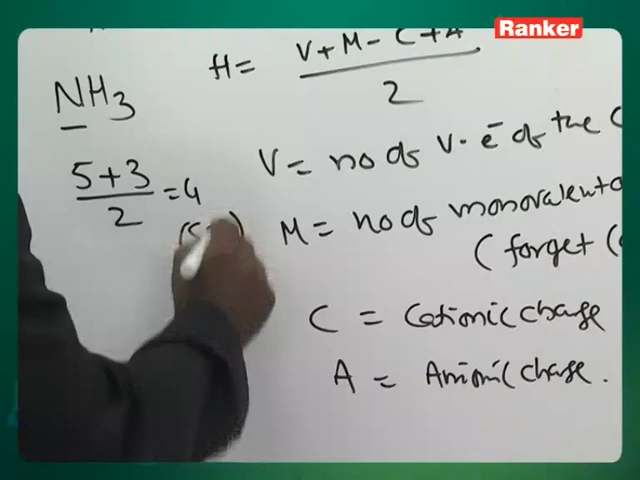 Ranker
H = V + M - C + A
2
NH3
5 + 3
2
= 4
V = no of V. e⁻ of the
M = no of monovalent
( forget (
C = Cationic charge
A = Anionic charge.